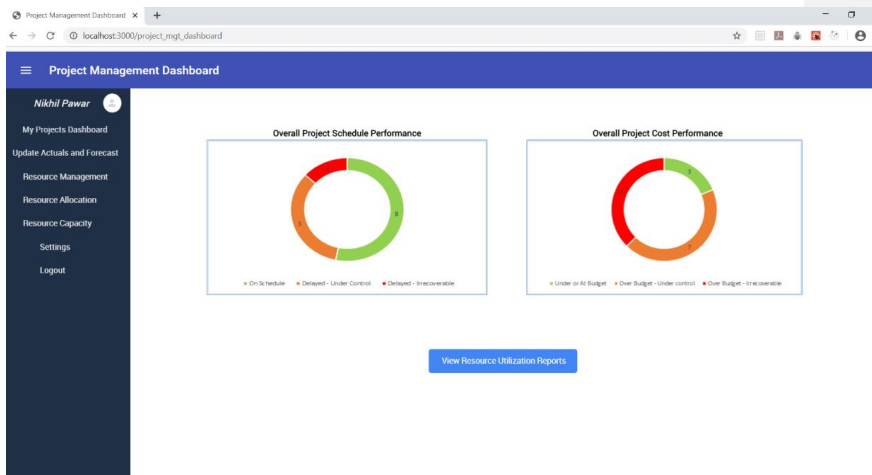 Project Management Dashboard
localhost:3000/project_mgt_dashboard
Project Management Dashboard
Nikhil Pawar
My Projects Dashboard
Update Actuals and Forecast
Resource Management
Resource Allocation
Resource Capacity
Settings
Logout
Overall Project Schedule Performance
8
On Schedule
Delayed - Under Control
Delayed - Irrecoverable
Overall Project Cost Performance
3
7
Under or At Budget
Over Budget - Under control
Over Budget - Irrecoverable
View Resource Utilization Reports